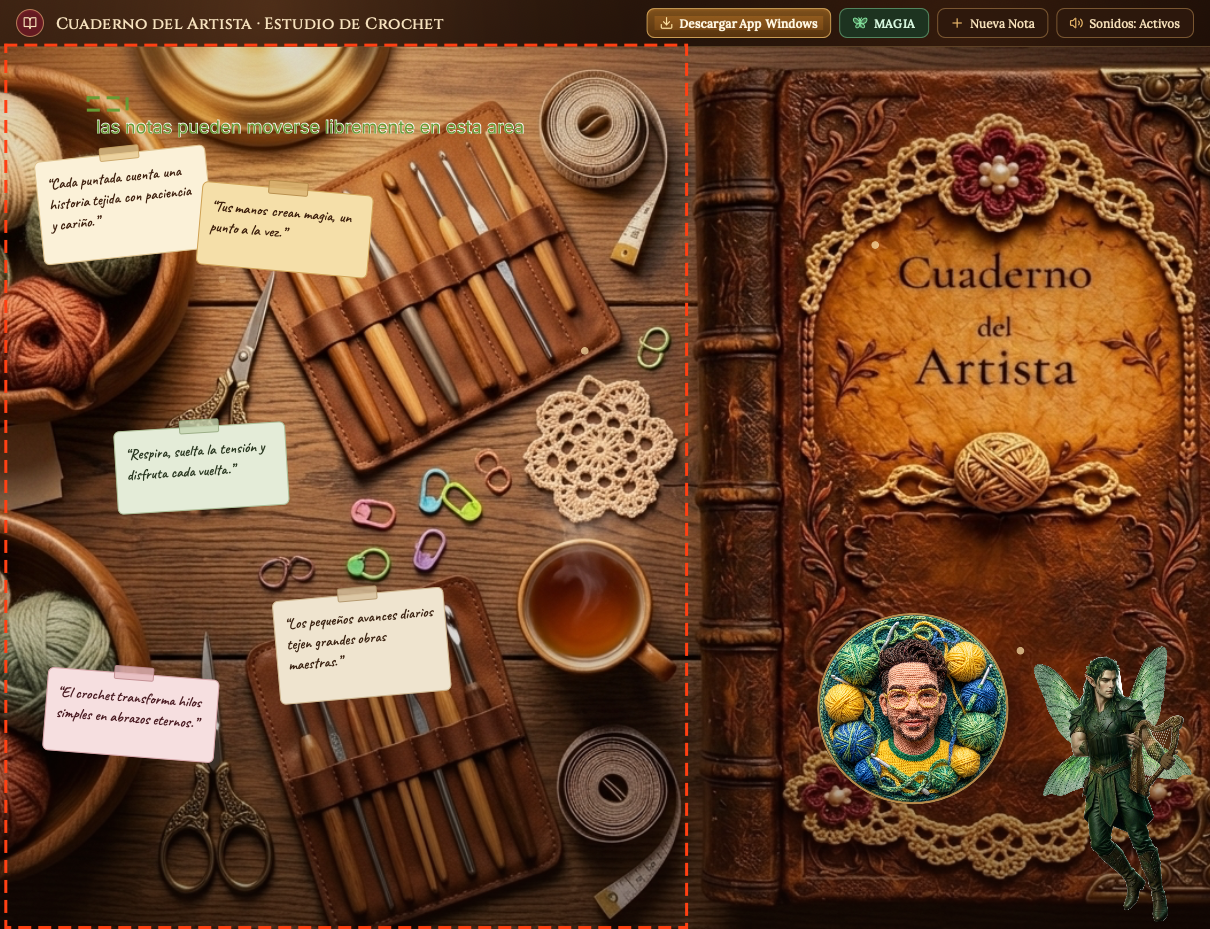 Cuaderno del Artista · Estudio de Crochet
Descargar App Windows
MAGIA
Nueva Nota
Sonidos: Activos
las notas pueden moverse libremente en esta area
“Cada puntada cuenta una
historia tejida con paciencia
y cariño.”
“Tus manos crean magia, un
punto a la vez.”
“Respira, suelta la tensión y
disfruta cada vuelta.”
“Los pequeños avances diarios
tejen grandes obras
maestras.”
“El crochet transforma hilos
simples en abrazos eternos.”
Cuaderno
del
Artista